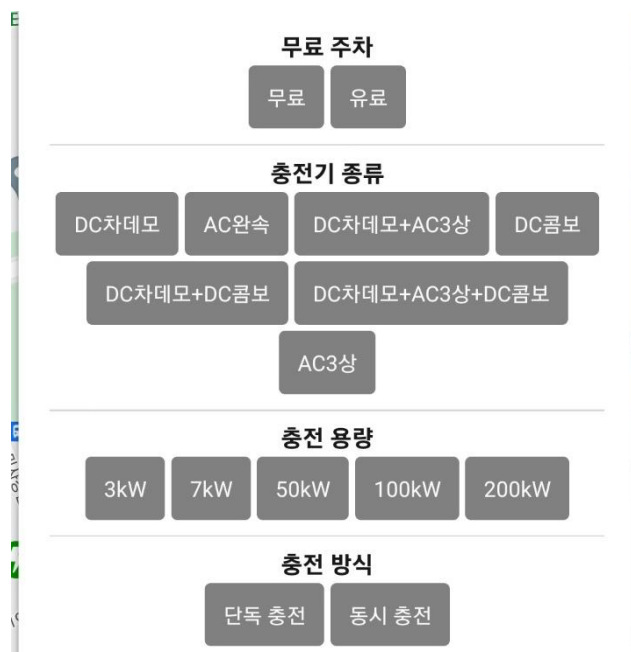 무료 주차
무료 유료
충전기 종류
DC차데모 AC완속 DC차데모+AC3상 DC콤보
DC차데모+DC콤보 DC차데모+AC3상+DC콤보
AC3상
충전 용량
3kW 7kW 50kW 100kW 200kW
충전 방식
단독 충전 동시 충전